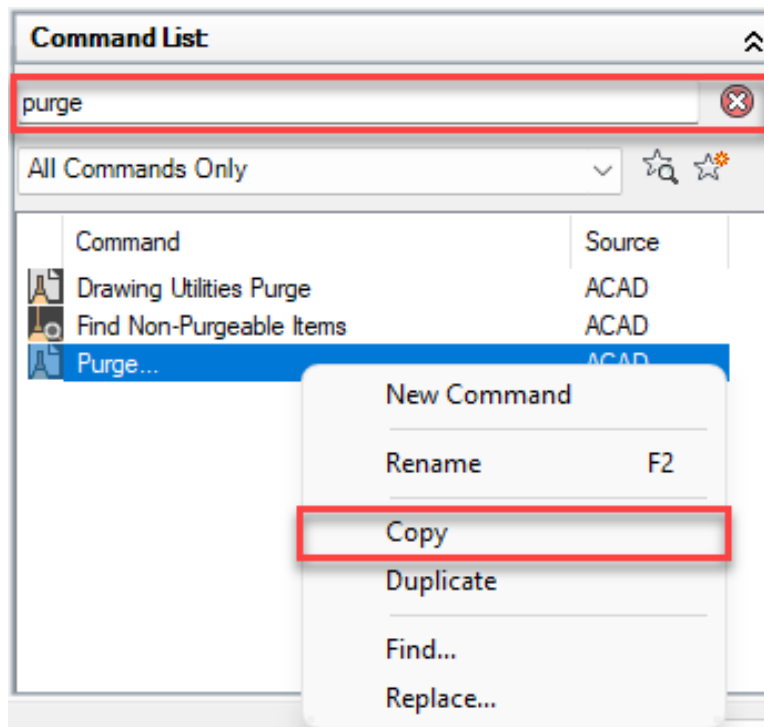 Command List:
purge
All Commands Only
Command Source
Drawing Utilities Purge ACAD
Find Non-Purgeable Items ACAD
Purge... ACAD
New Command
Rename F2
Copy
Duplicate
Find...
Replace...